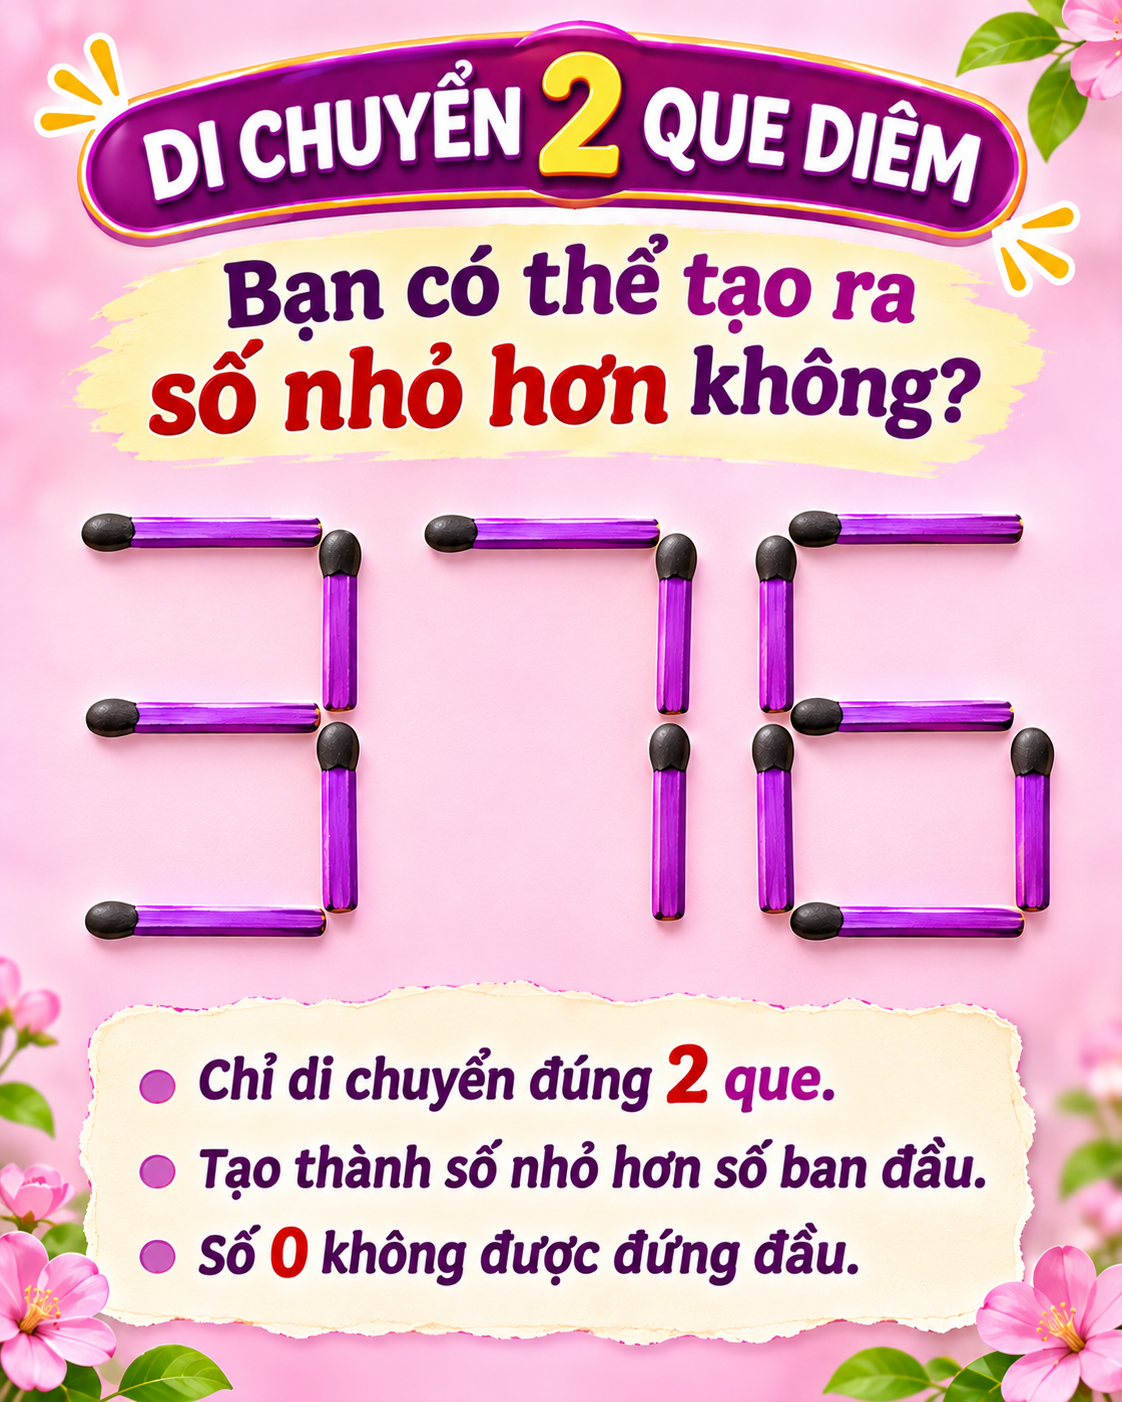 DI CHUYỂN 2 QUE DIÊM
Bạn có thể tạo ra
số nhỏ hơn không?
376
Chỉ di chuyển đúng 2 que.
Tạo thành số nhỏ hơn số ban đầu.
Số 0 không được đứng đầu.